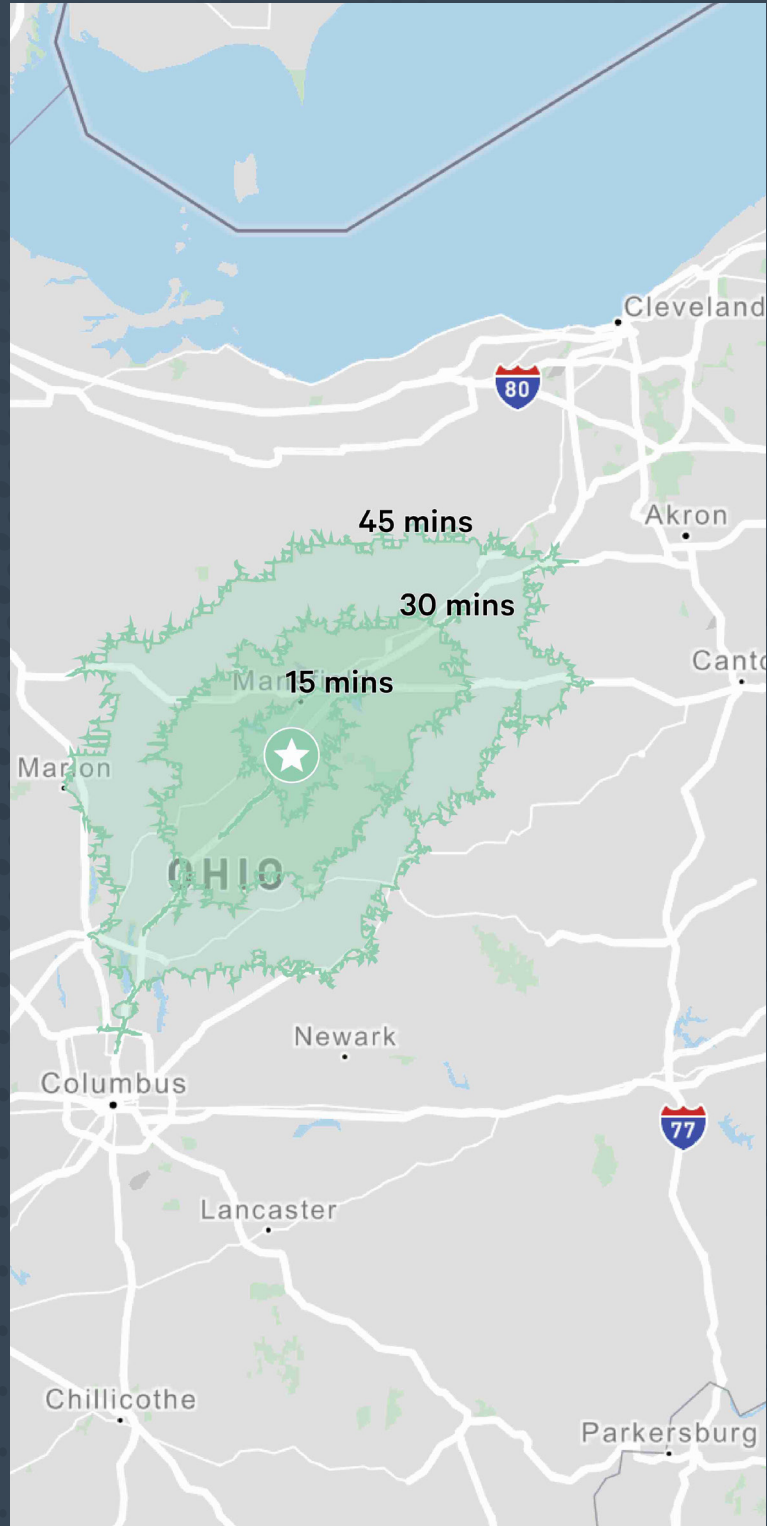 Cleveland
80
45 mins
Akron
30 mins
Canto
15 mins
Marion
OHIO
Newark
Columbus
77
Lancaster
Chillicothe
Parkersburg